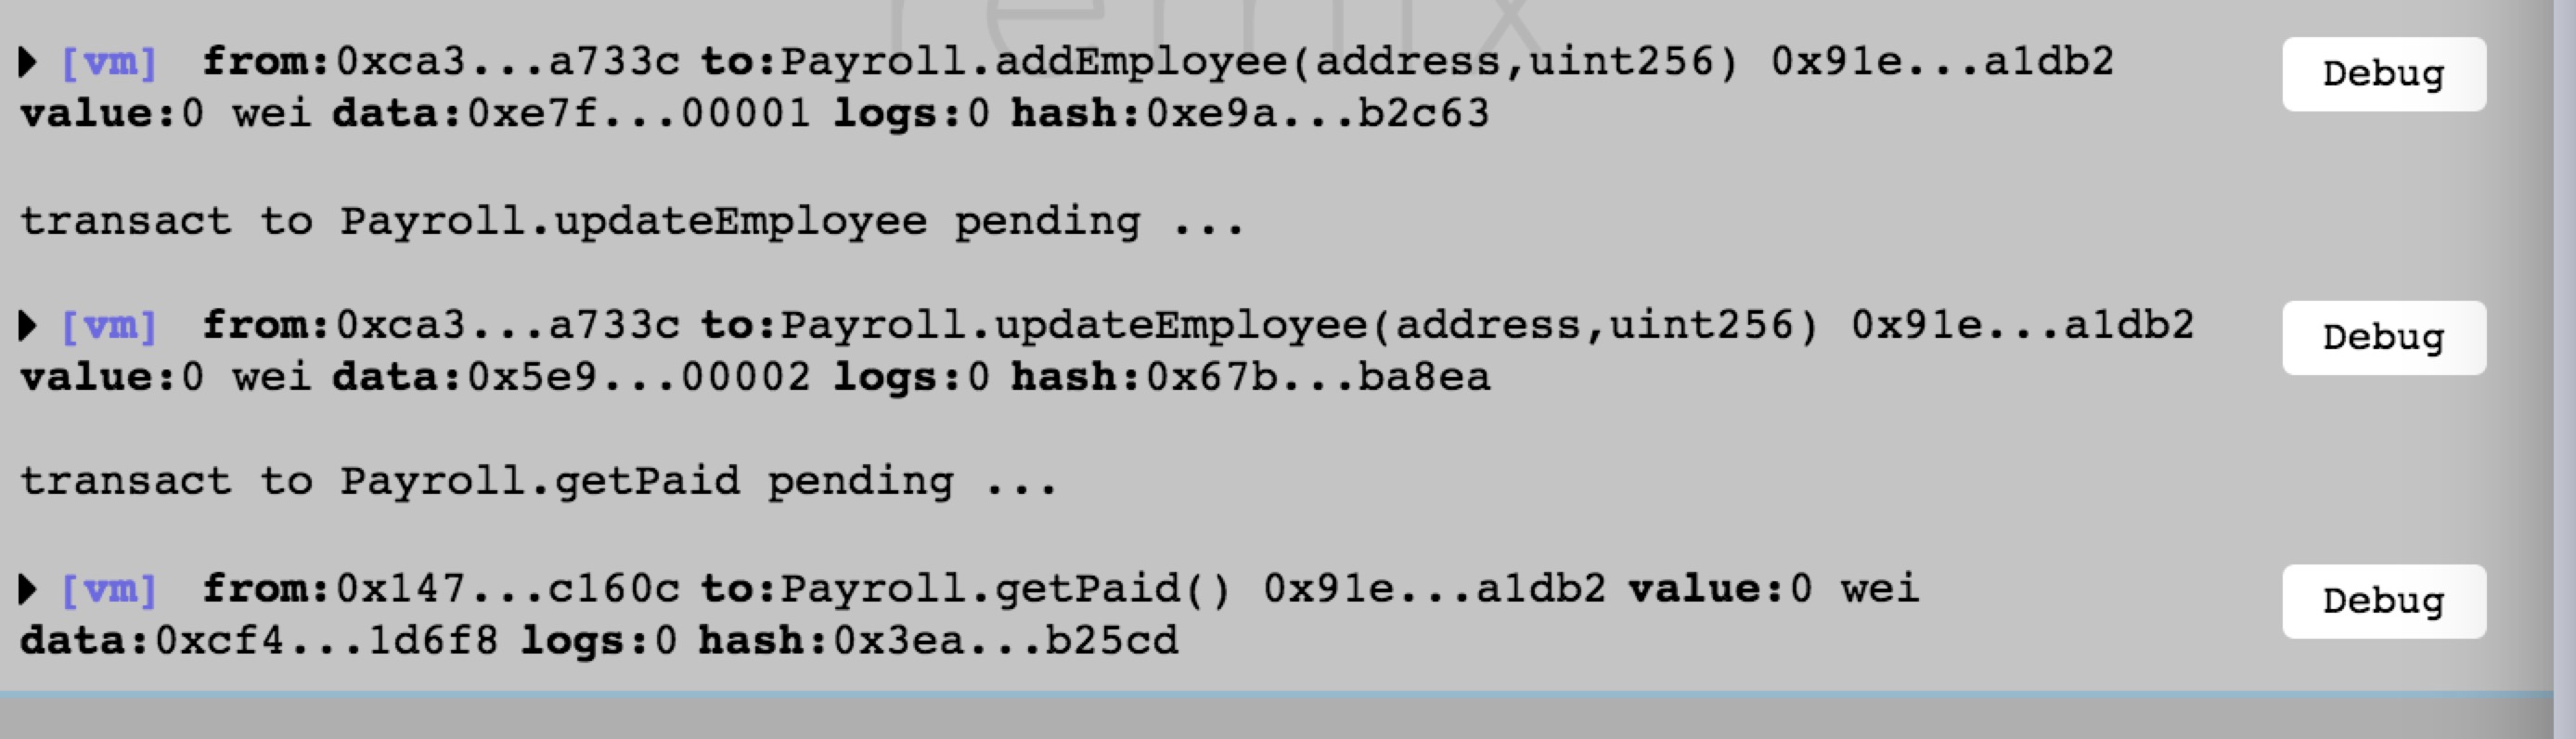 remix
[vm] from:0xca3...a733c to:Payroll.addEmployee(address,uint256) 0x91e...a1db2
Debug
value:0 wei data:0xe7f...00001 logs:0 hash:0xe9a...b2c63
transact to Payroll.updateEmployee pending ...
[vm] from:0xca3...a733c to:Payroll.updateEmployee(address,uint256) 0x91e...a1db2
Debug
value:0 wei data:0x5e9...00002 logs:0 hash:0x67b...ba8ea
transact to Payroll.getPaid pending ...
[vm] from:0x147...c160c to:Payroll.getPaid() 0x91e...a1db2 value:0 wei
Debug
data:0xcf4...1d6f8 logs:0 hash:0x3ea...b25cd